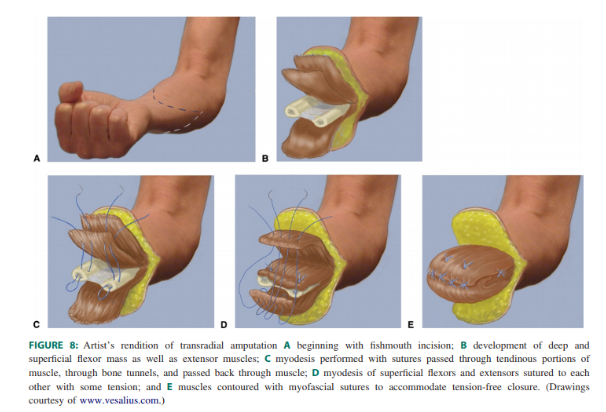 A
B
C
D
E
FIGURE 8: Artist's rendition of transradial amputation A beginning with fishmouth incision; B development of deep and
superficial flexor mass as well as extensor muscles; C myodesis performed with sutures passed through tendinous portions of
muscle, through bone tunnels, and passed back through muscle; D myodesis of superficial flexors and extensors sutured to each
other with some tension; and E muscles contoured with myofascial sutures to accommodate tension-free closure. (Drawings
courtesy of www.vesalius.com.)